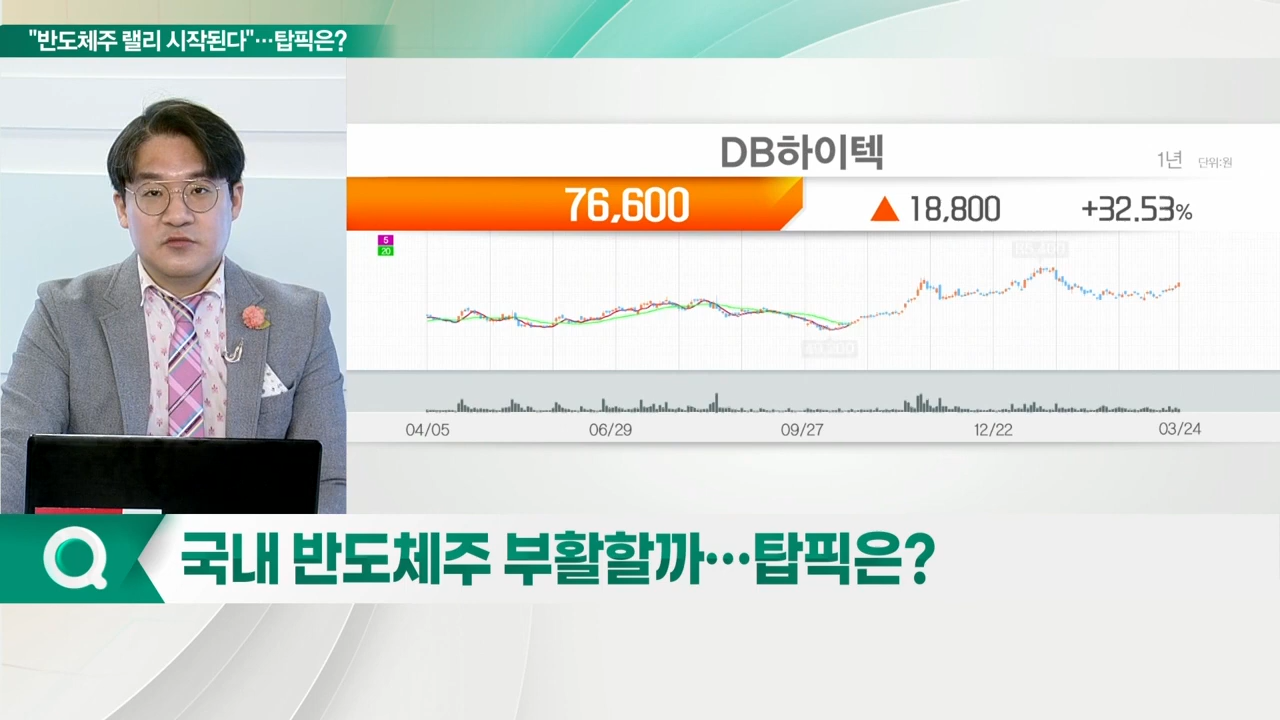 "반도체주 랠리 시작된다"…탑픽은?
DB하이텍
1년 단위:원
76,600 ▲ 18,800 +32.53%
5
20
04/05 06/29 09/27 12/22 03/24
Q 국내 반도체주 부활할까…탑픽은?